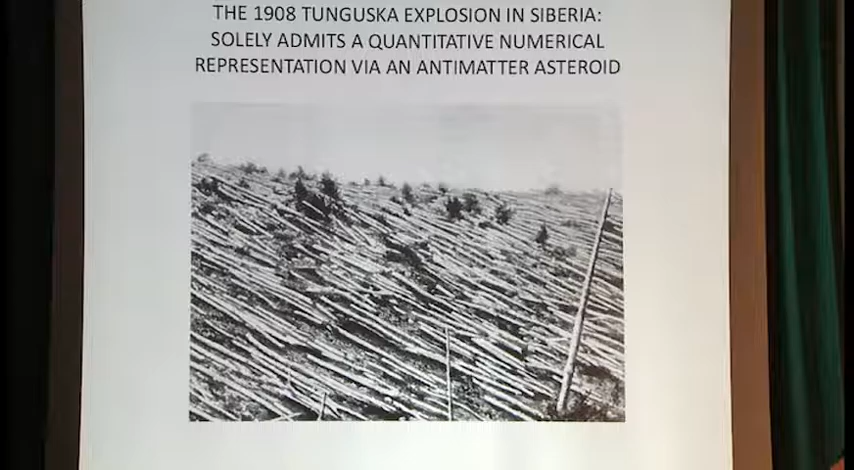 THE 1908 TUNGUSKA EXPLOSION IN SIBERIA:
SOLELY ADMITS A QUANTITATIVE NUMERICAL
REPRESENTATION VIA AN ANTIMATTER ASTEROID